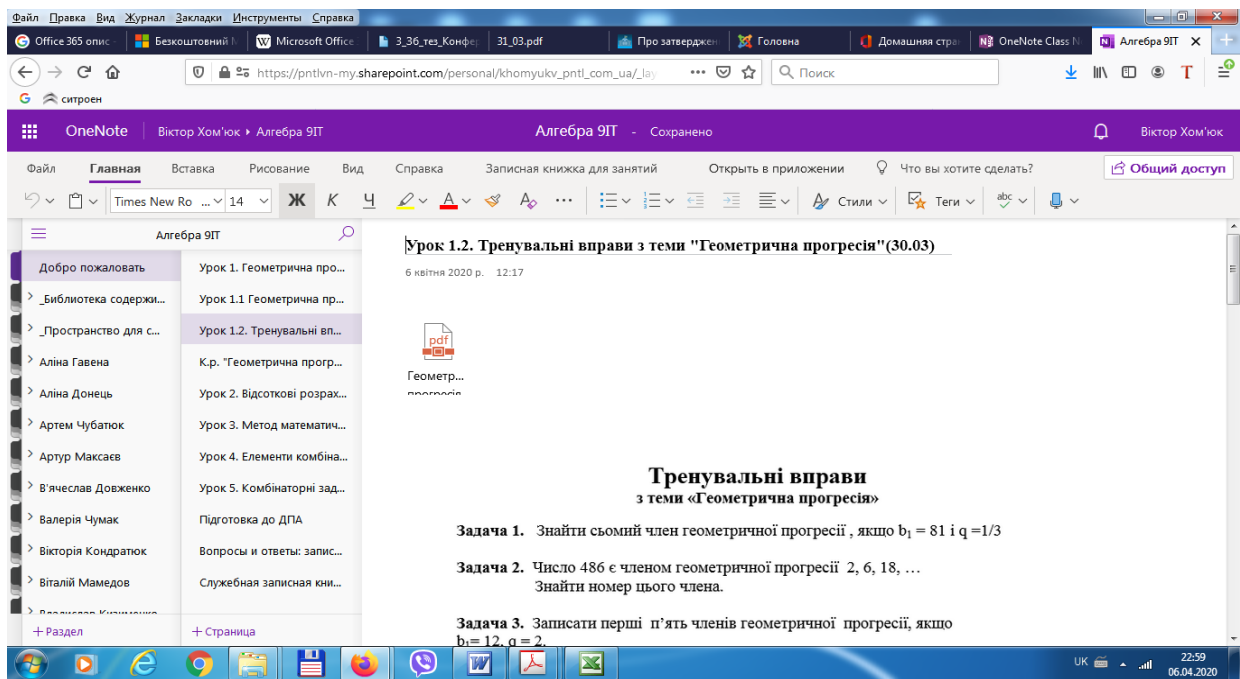 Файл Правка Вид Журнал Закладки Инструменты Справка
Office 365 опис
Безкоштовний
Microsoft Office
3_36_тез_Конфер
31_03.pdf
Про затверджен
Головна
Домашняя стра
OneNote Class N
Алгебра 9ІТ
https://pntlvn-my.sharepoint.com/personal/khomyukv_pntl_com_ua/_lay
Поиск
ситроен
OneNote Віктор Хом'юк Алгебра 9ІТ
Алгебра 9ІТ - Сохранено
Віктор Хом'юк
Файл Главная Вставка Рисование Вид Справка Записная книжка для занятий Открыть в приложении Что вы хотите сделать? Общий доступ
Times New Ro ... 14 Ж К Ч А Стили Теги abc
Алгебра 9ІТ
Добро пожаловать
_Библиотека содержи...
_Пространство для с...
Аліна Гавена
Аліна Донець
Артем Чубатюк
Артур Максаєв
В'ячеслав Довженко
Валерія Чумак
Вікторія Кондратюк
Віталій Мамедов
+ Раздел
Урок 1. Геометрична про...
Урок 1.1 Геометрична пр...
Урок 1.2. Тренувальні вп...
К.р. "Геометрична прогр...
Урок 2. Відсоткові розрах...
Урок 3. Метод математич...
Урок 4. Елементи комбіна...
Урок 5. Комбінаторні зад...
Підготовка до ДПА
Вопросы и ответы: запис...
Служебная записная кни...
+ Страница
Урок 1.2. Тренувальні вправи з теми "Геометрична прогресія"(30.03)
6 квітня 2020 р. 12:17
pdf
Геометр...
прогресія
Тренувальні вправи
з теми «Геометрична прогресія»
Задача 1. Знайти сьомий член геометричної прогресії , якщо b₁ = 81 і q =1/3
Задача 2. Число 486 є членом геометричної прогресії 2, 6, 18, …
Знайти номер цього члена.
Задача 3. Записати перші п'ять членів геометричної прогресії, якщо
b₁= 12, q = 2.
UK
22:59
06.04.2020